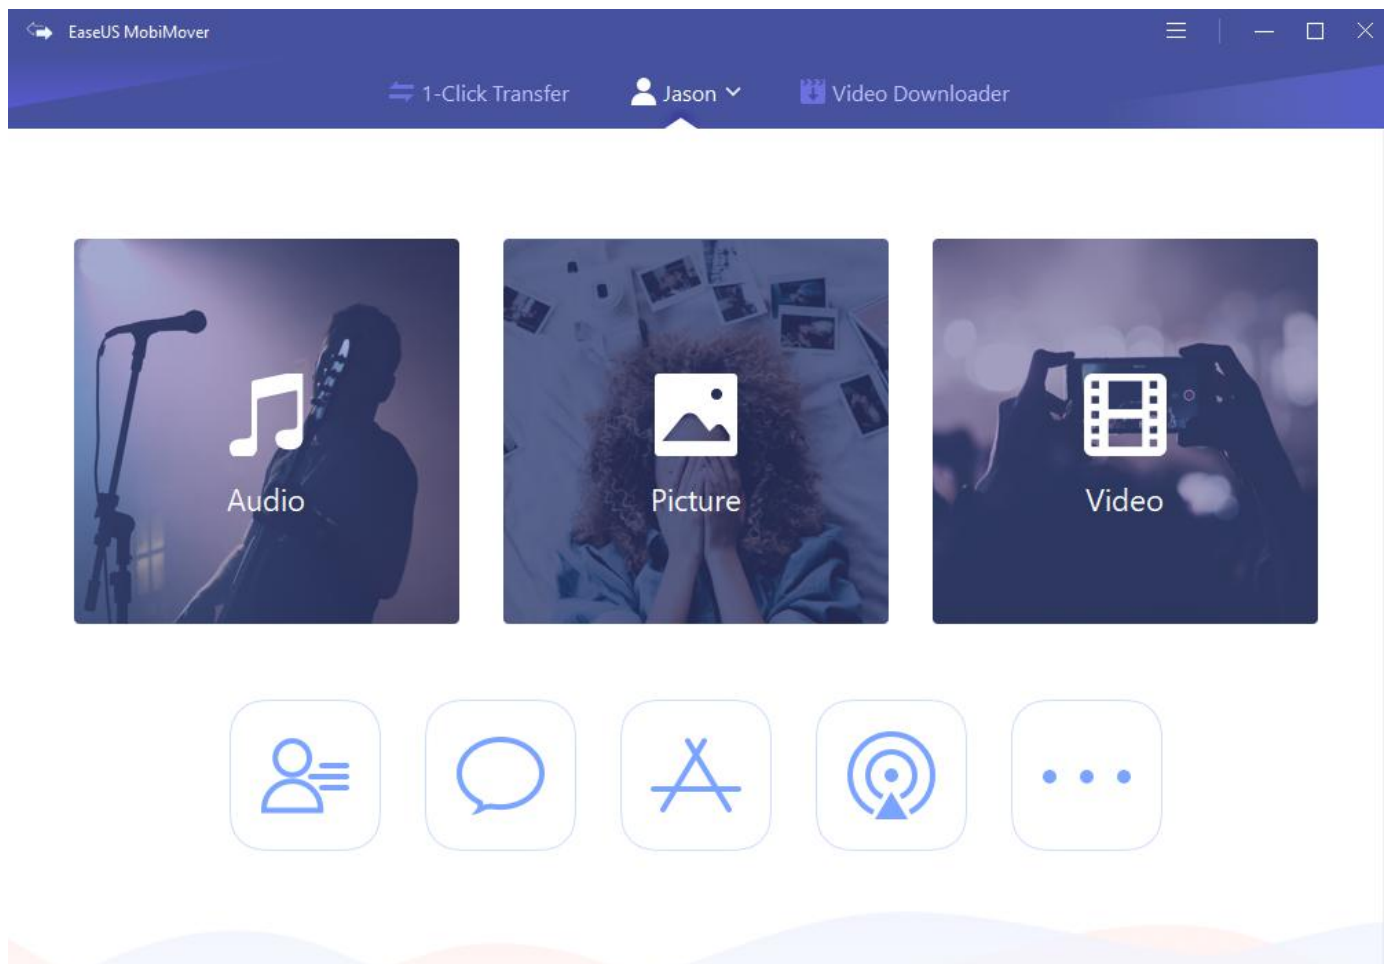 EaseUS MobiMover
1-Click Transfer
Jason
Video Downloader
Audio
Picture
Video